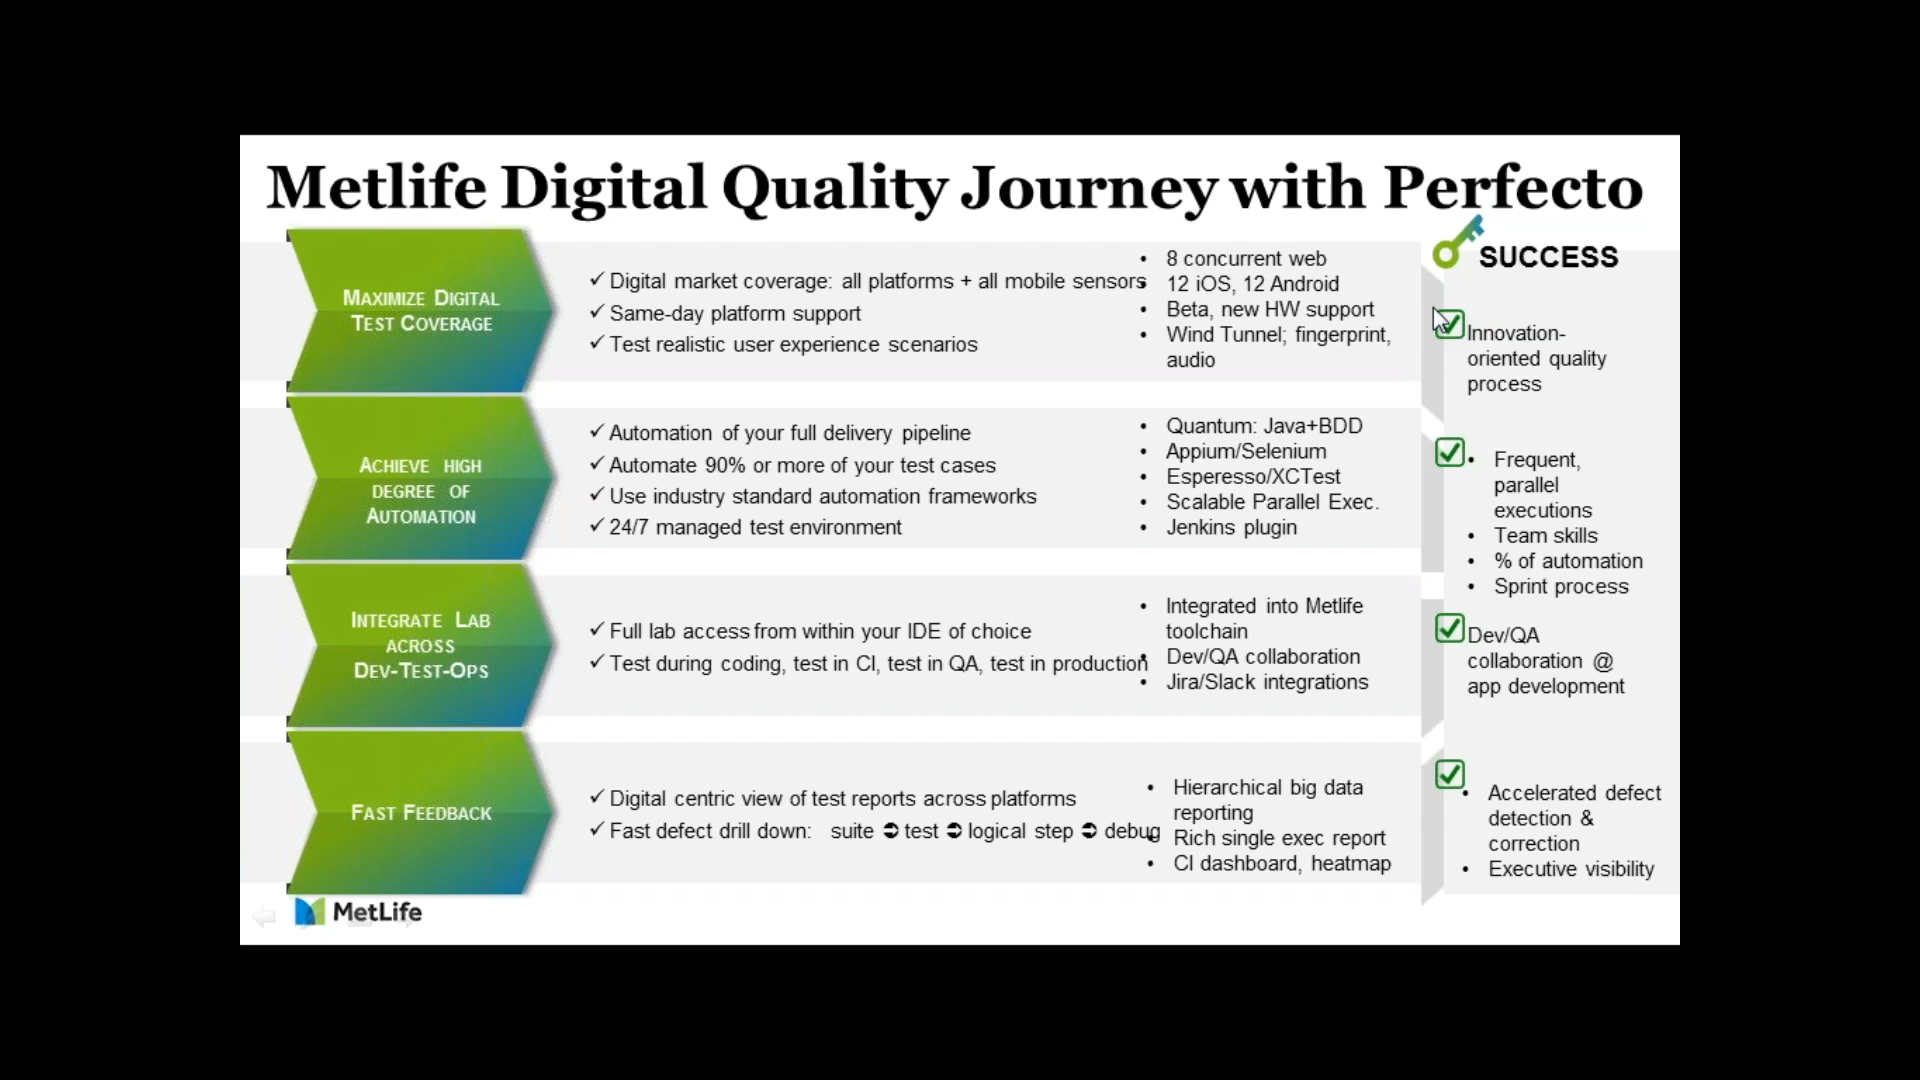 Metlife Digital Quality Journey with Perfecto
SUCCESS
MAXIMIZE DIGITAL
TEST COVERAGE
✓ Digital market coverage: all platforms + all mobile sensors
✓ Same-day platform support
✓ Test realistic user experience scenarios
• 8 concurrent web
• 12 iOS, 12 Android
• Beta, new HW support
• Wind Tunnel; fingerprint,
audio
Innovation-
oriented quality
process
ACHIEVE HIGH
DEGREE OF
AUTOMATION
✓ Automation of your full delivery pipeline
✓ Automate 90% or more of your test cases
✓ Use industry standard automation frameworks
✓ 24/7 managed test environment
• Quantum: Java+BDD
• Appium/Selenium
• Esperesso/XCTest
• Scalable Parallel Exec.
• Jenkins plugin
• Frequent,
parallel
executions
• Team skills
• % of automation
• Sprint process
INTEGRATE LAB
ACROSS
DEV-TEST-OPS
✓ Full lab access from within your IDE of choice
✓ Test during coding, test in CI, test in QA, test in production
• Integrated into Metlife
toolchain
• Dev/QA collaboration
• Jira/Slack integrations
Dev/QA
collaboration @
app development
FAST FEEDBACK
✓ Digital centric view of test reports across platforms
✓ Fast defect drill down: suite ➲ test ➲ logical step ➲ debug
• Hierarchical big data
reporting
• Rich single exec report
• CI dashboard, heatmap
• Accelerated defect
detection &
correction
• Executive visibility
MetLife